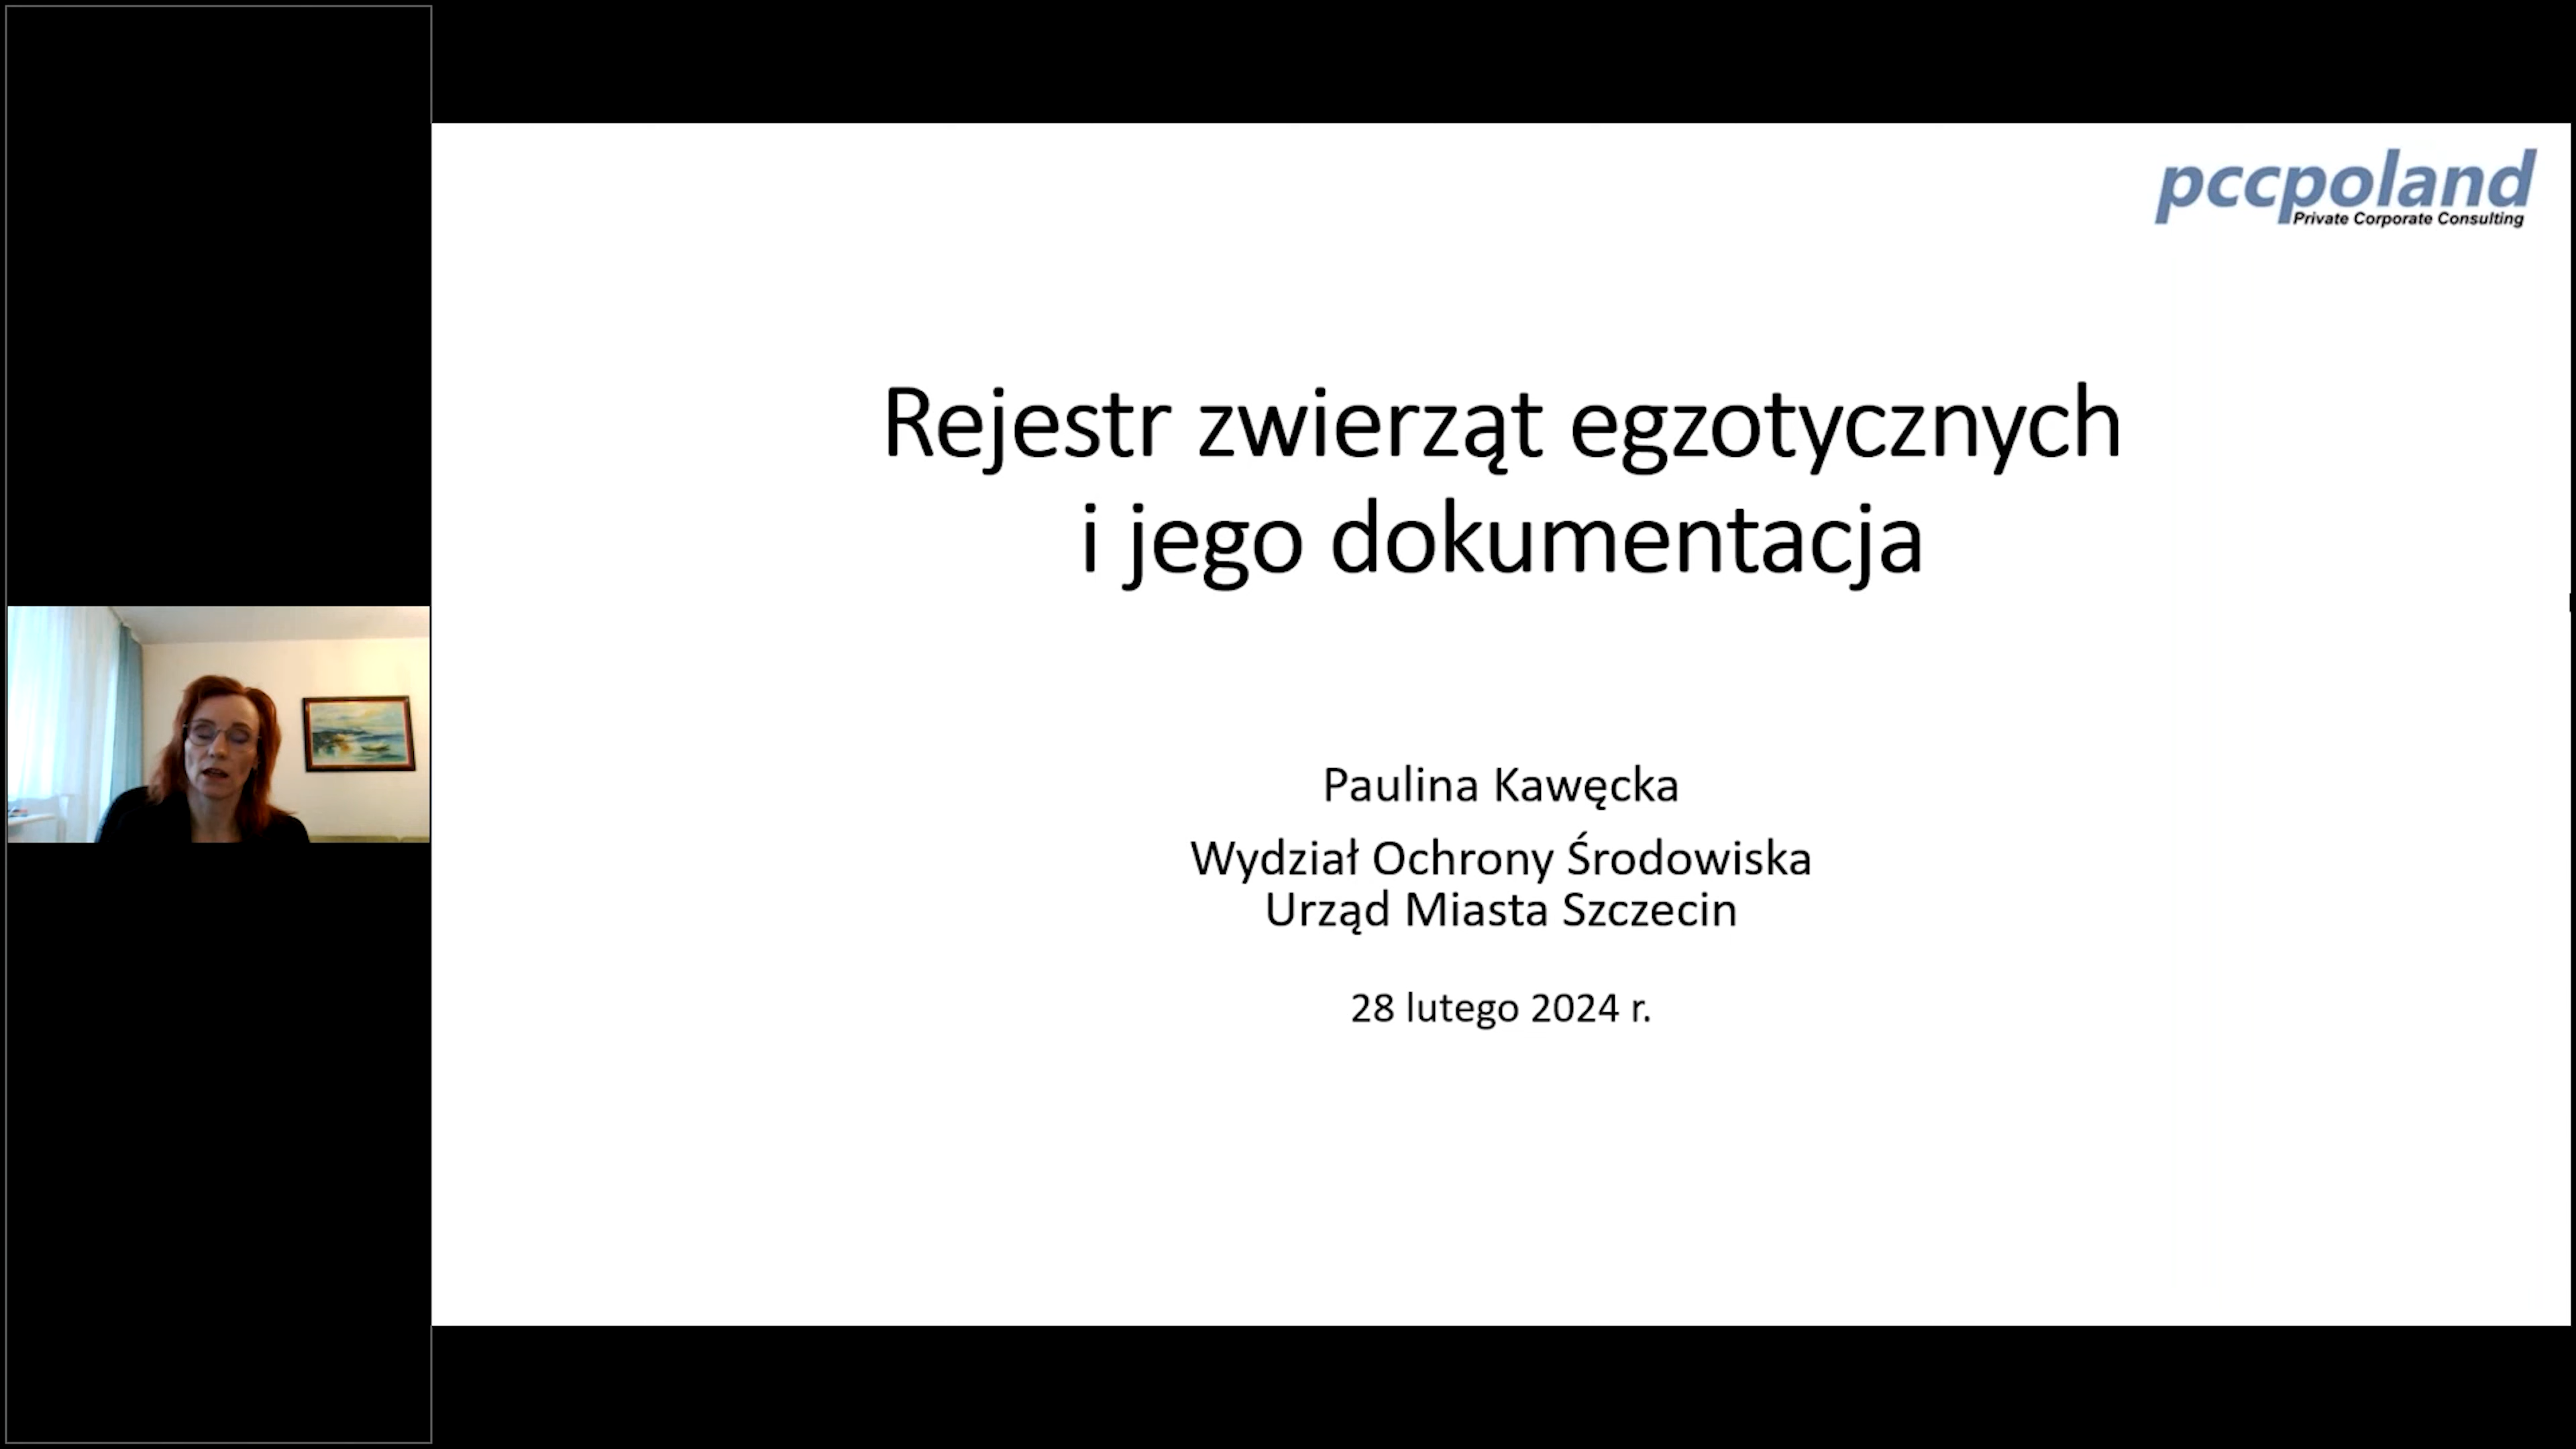 pccpoland
Private Corporate Consulting
Rejestr zwierząt egzotycznych
i jego dokumentacja
Paulina Kawęcka
Wydział Ochrony Środowiska
Urząd Miasta Szczecin
28 lutego 2024 r.